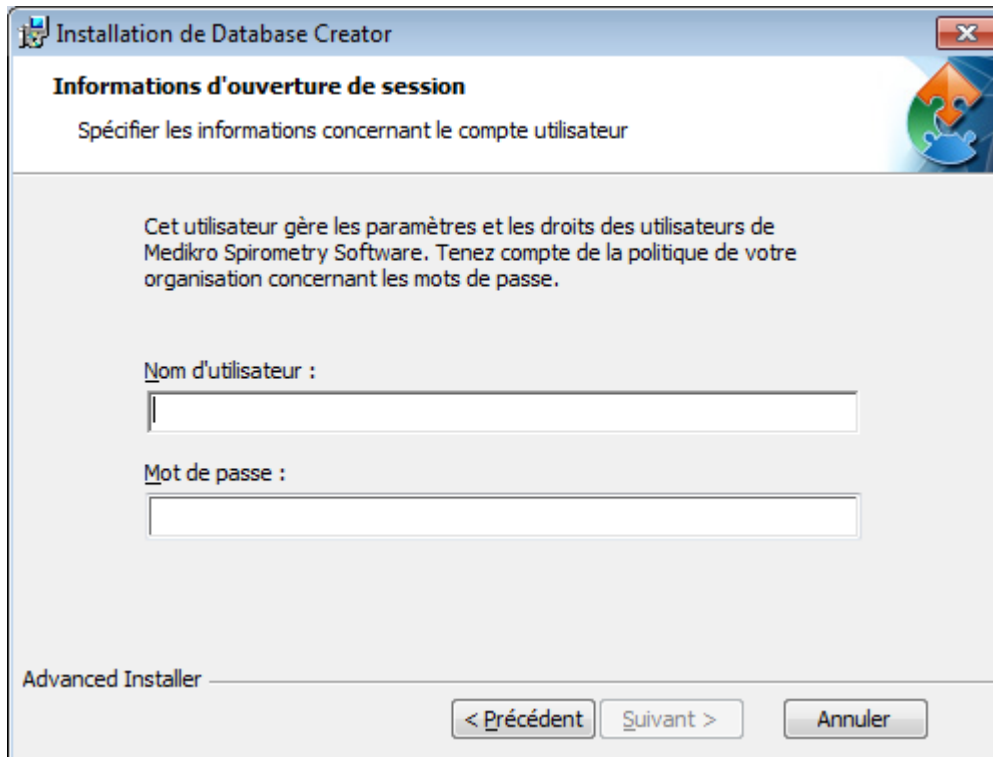 Installation de Database Creator
Informations d'ouverture de session
Spécifier les informations concernant le compte utilisateur
Cet utilisateur gère les paramètres et les droits des utilisateurs de
Medikro Spirometry Software. Tenez compte de la politique de votre
organisation concernant les mots de passe.
Nom d'utilisateur :
Mot de passe :
Advanced Installer
< Précédent
Suivant >
Annuler